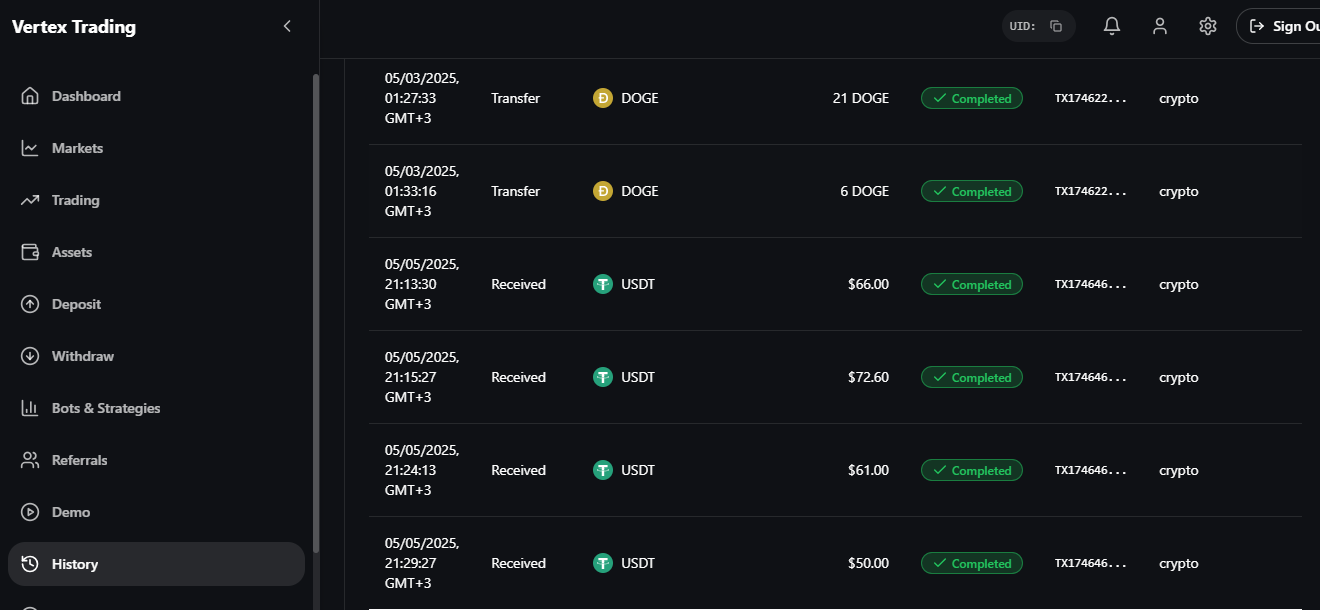 Vertex Trading
UID:
Sign Ou
Dashboard
Markets
Trading
Assets
Deposit
Withdraw
Bots & Strategies
Referrals
Demo
History
05/03/2025,
01:27:33
GMT+3
Transfer
DOGE
21 DOGE
Completed
TX174622...
crypto
05/03/2025,
01:33:16
GMT+3
Transfer
DOGE
6 DOGE
Completed
TX174622...
crypto
05/05/2025,
21:13:30
GMT+3
Received
USDT
$66.00
Completed
TX174646...
crypto
05/05/2025,
21:15:27
GMT+3
Received
USDT
$72.60
Completed
TX174646...
crypto
05/05/2025,
21:24:13
GMT+3
Received
USDT
$61.00
Completed
TX174646...
crypto
05/05/2025,
21:29:27
GMT+3
Received
USDT
$50.00
Completed
TX174646...
crypto